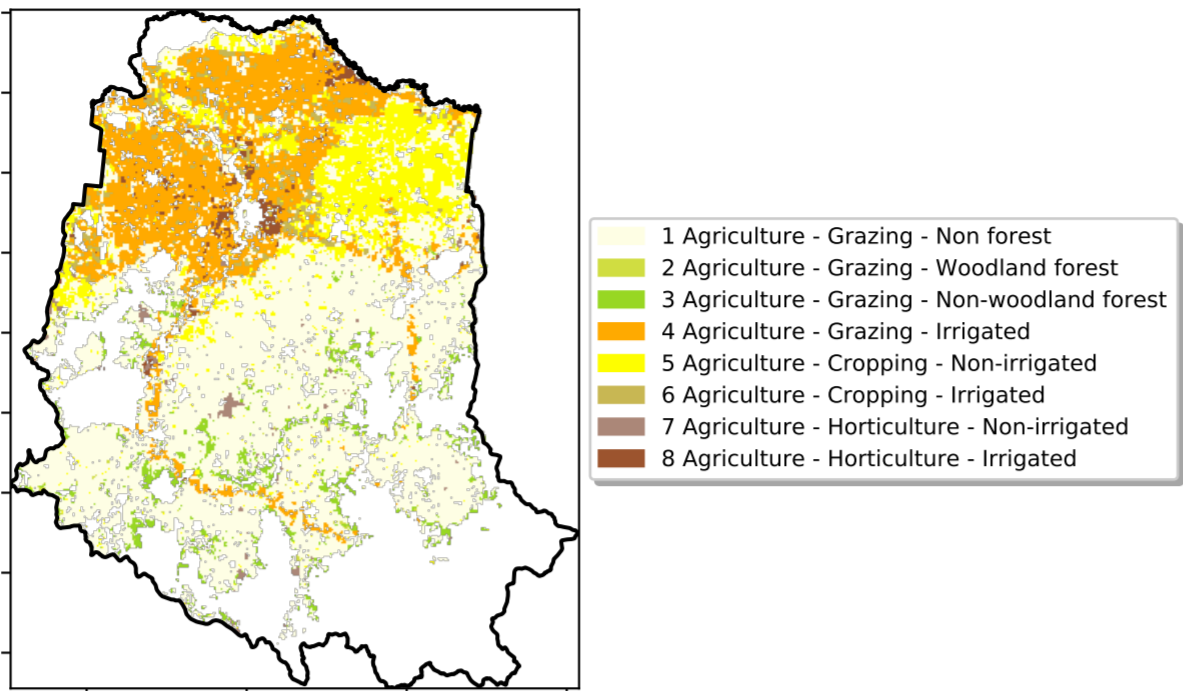 1 Agriculture - Grazing - Non forest
2 Agriculture - Grazing - Woodland forest
3 Agriculture - Grazing - Non-woodland forest
4 Agriculture - Grazing - Irrigated
5 Agriculture - Cropping - Non-irrigated
6 Agriculture - Cropping - Irrigated
7 Agriculture - Horticulture - Non-irrigated
8 Agriculture - Horticulture - Irrigated